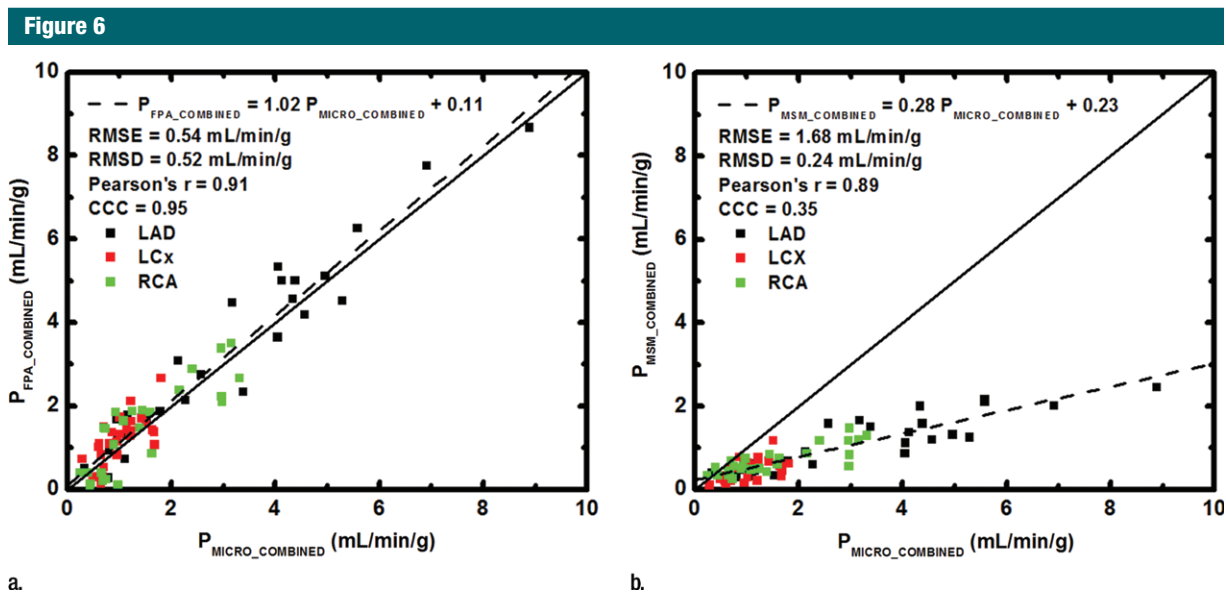 Figure 6
P_FPA_COMBINED = 1.02 P_MICRO_COMBINED + 0.11
RMSE = 0.54 mL/min/g
RMSD = 0.52 mL/min/g
Pearson's r = 0.91
CCC = 0.95
LAD
LCx
RCA
P_FPA_COMBINED (mL/min/g)
10
8
6
4
2
0
0 2 4 6 8 10
P_MICRO_COMBINED (mL/min/g)
a.
P_MSM_COMBINED = 0.28 P_MICRO_COMBINED + 0.23
RMSE = 1.68 mL/min/g
RMSD = 0.24 mL/min/g
Pearson's r = 0.89
CCC = 0.35
LAD
LCX
RCA
P_MSM_COMBINED (mL/min/g)
10
8
6
4
2
0
0 2 4 6 8 10
P_MICRO_COMBINED (mL/min/g)
b.